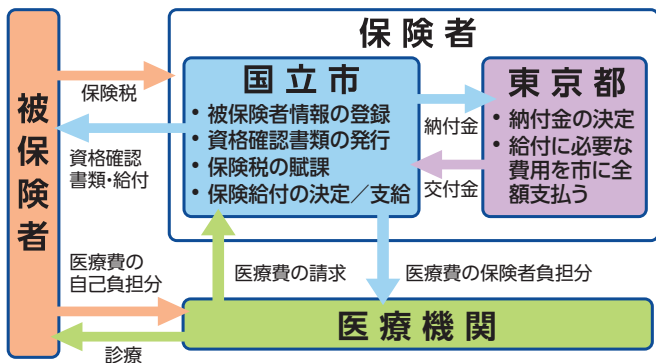 保険者
被保険者
保険税
資格確認
書類・給付
国立市
• 被保険者情報の登録
• 資格確認書類の発行
• 保険税の賦課
• 保険給付の決定／支給
納付金
交付金
東京都
• 納付金の決定
• 給付に必要な
費用を市に全
額支払う
医療費の
自己負担分
診療
医療費の請求
医療費の保険者負担分
医療機関